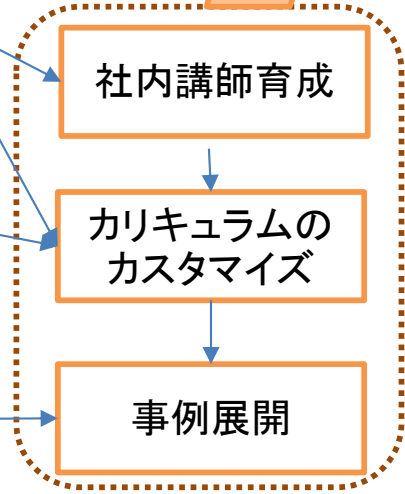 社内講師育成
カリキュラムの
カスタマイズ
事例展開